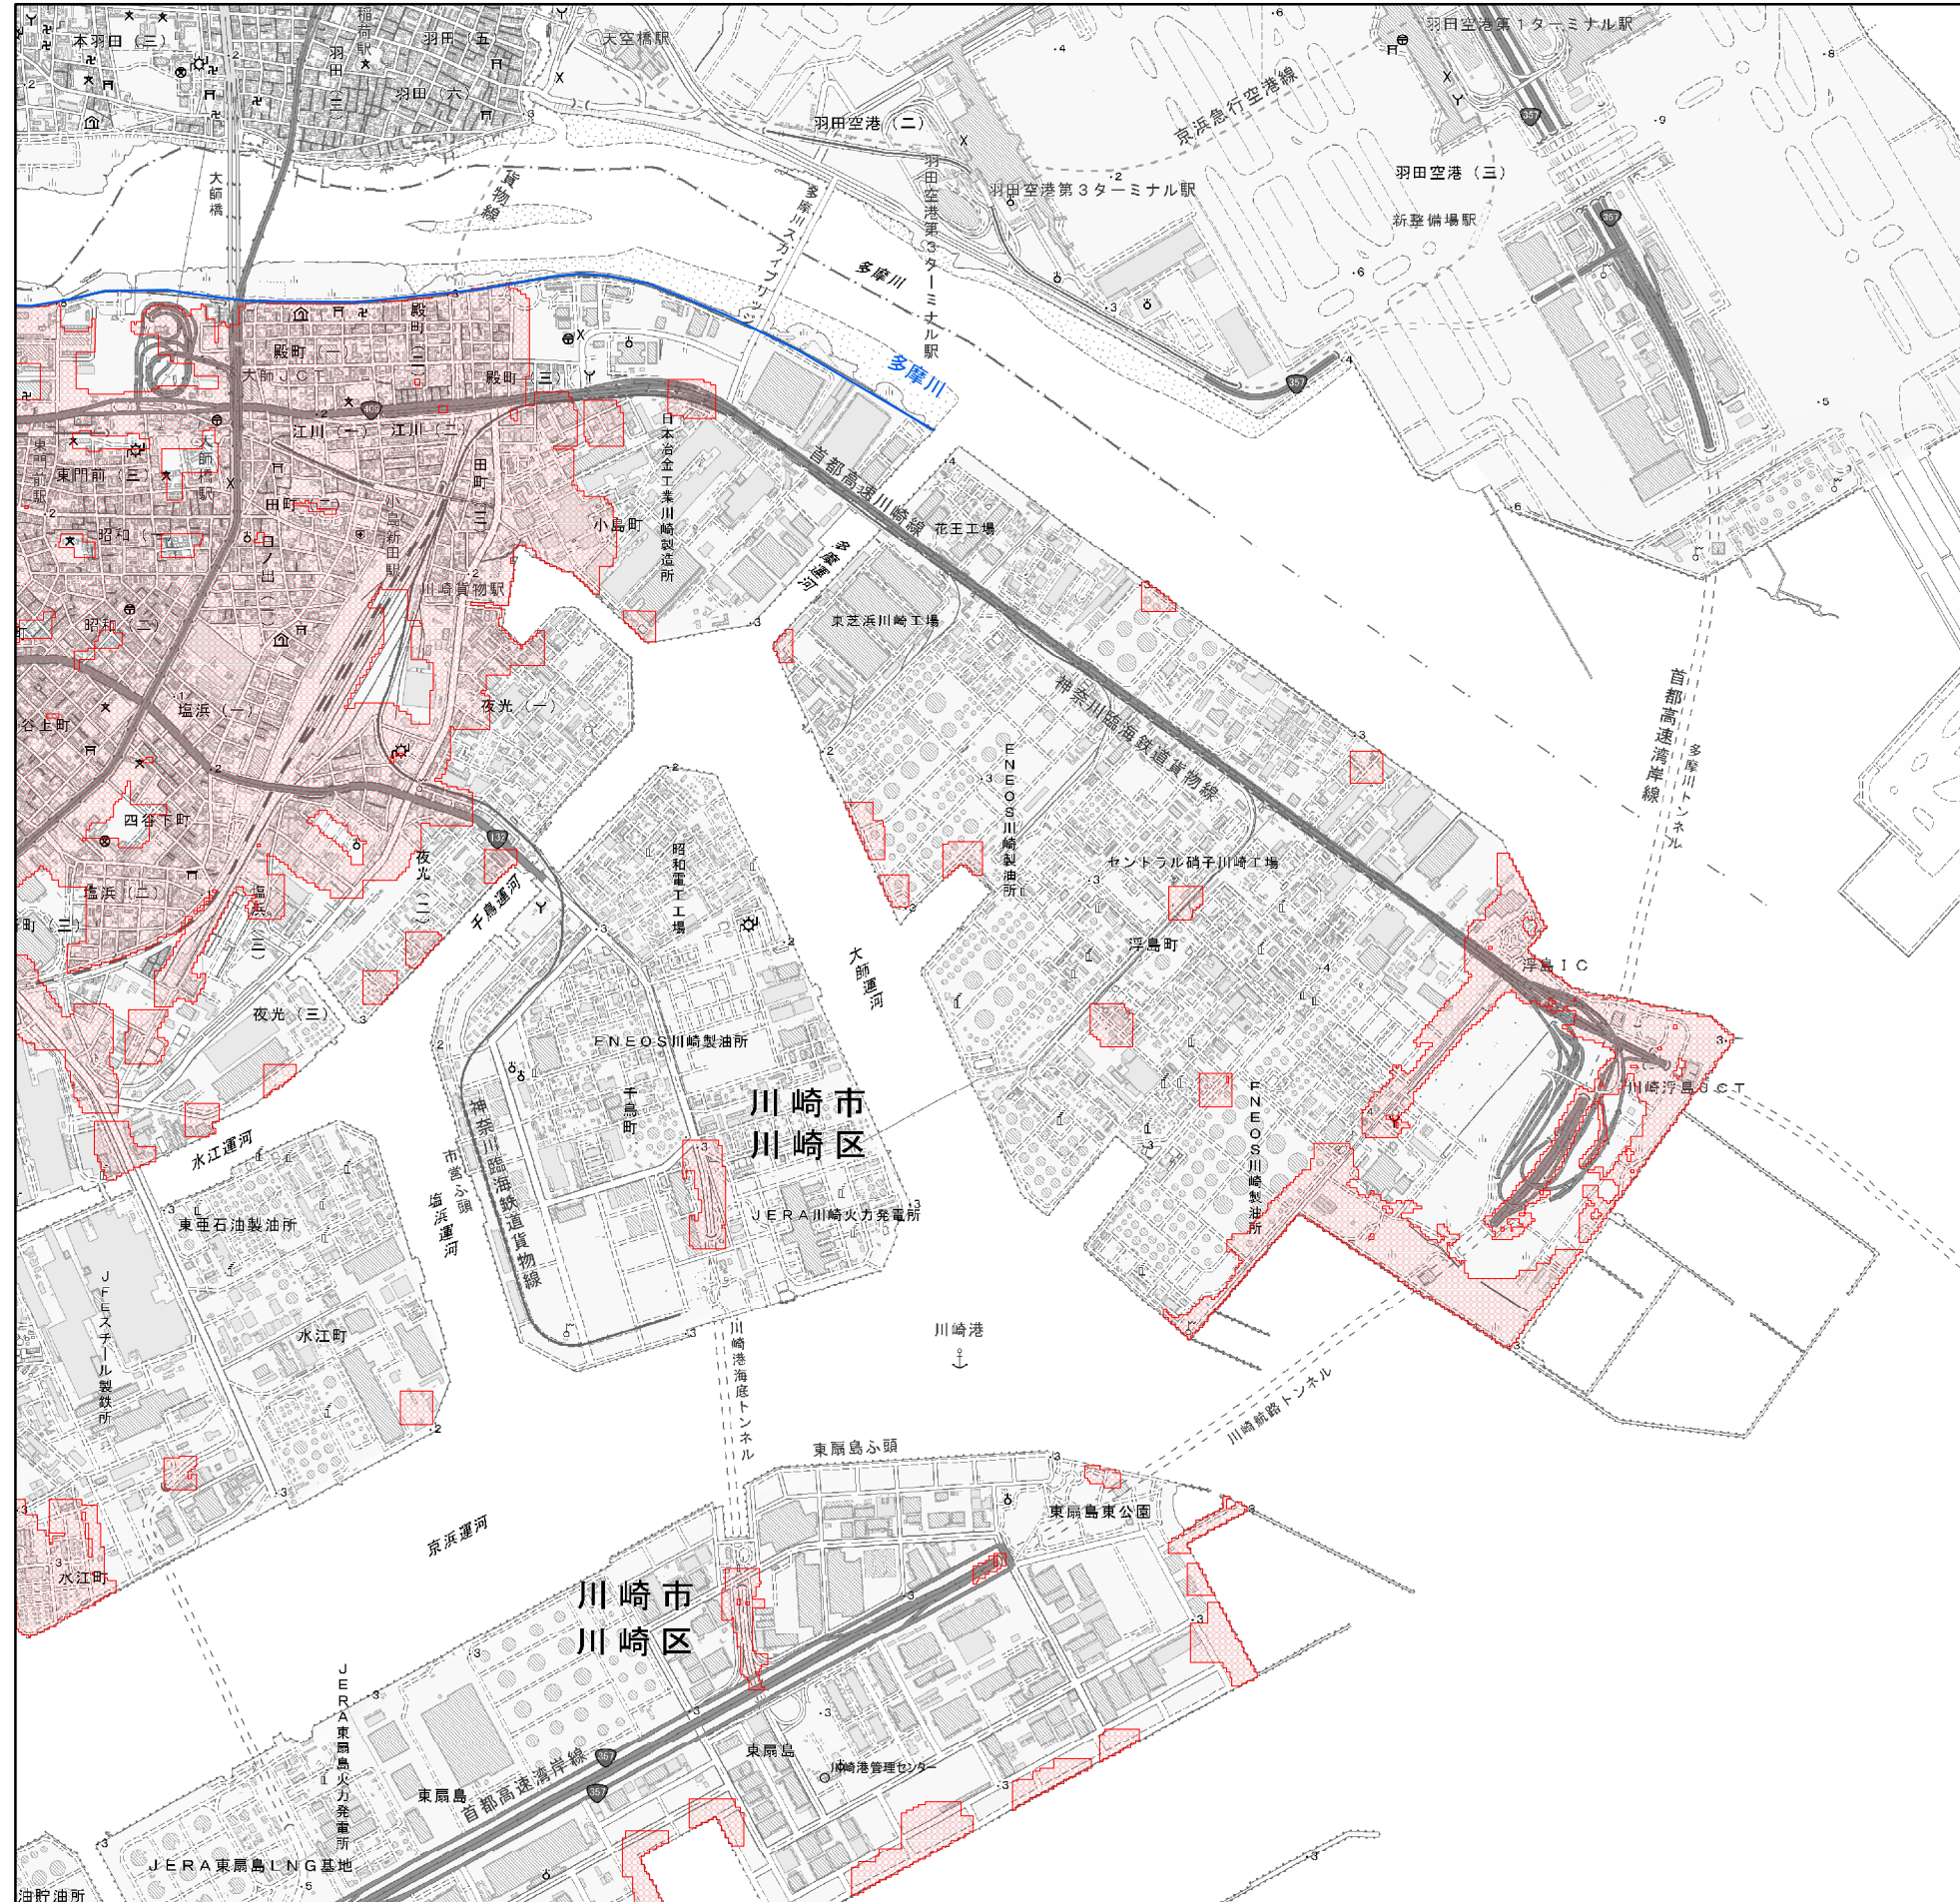 本羽田（三）
羽田（三）
稲荷駅
羽田（五
羽田（六）
天空橋駅
羽田空港（二）
羽田空港第１ターミナル駅
京浜急行空港線
羽田空港第３ターミナル駅
羽田空港（三）
新整備場駅
大師橋
貨物線
多摩川スカイブリッジ
羽田空港第３ターミナル駅
多摩川
多摩川
357
357
357
殿町（一）
殿町（二）
殿町（三）
大師ＪＣＴ
409
江川（一）
江川（二）
東門前駅
東門前（三）
大師橋駅
田町（二）
田町（三）
小島新田駅
小島町
日本冶金工業川崎製造所
首都高速川崎線
花王工場
多摩運河
東芝浜川崎工場
昭和（一）
日ノ出（一）
昭和（二）
川崎貨物駅
塩浜（一）
夜光（一）
谷上町
四谷下町
塩浜（二）
塩浜（三）
夜光（二）
132
千鳥運河
昭和電工工場
大師運河
ＥＮＥＯＳ川崎製油所
神奈川臨海鉄道貨物線
セントラル硝子川崎工場
浮島町
首都高速湾岸線
多摩川トンネル
浮島ＩＣ
川崎浮島ＪＣＴ
町（三）
夜光（三）
ＥＮＥＯＳ川崎製油所
千鳥町
川崎市
川崎区
ＥＮＥＯＳ川崎製油所
水江運河
市営ふ頭
塩浜運河
神奈川臨海鉄道貨物線
ＪＥＲＡ川崎火力発電所
東亜石油製油所
ＪＦＥスチール製鉄所
水江町
川崎港海底トンネル
川崎港
川崎航路トンネル
東扇島ふ頭
東扇島東公園
京浜運河
水江町
川崎市
川崎区
ＪＥＲＡ東扇島火力発電所
東扇島
首都高速湾岸線
357
357
東扇島
川崎港管理センター
ＪＥＲＡ東扇島ＬＮＧ基地
油貯油所